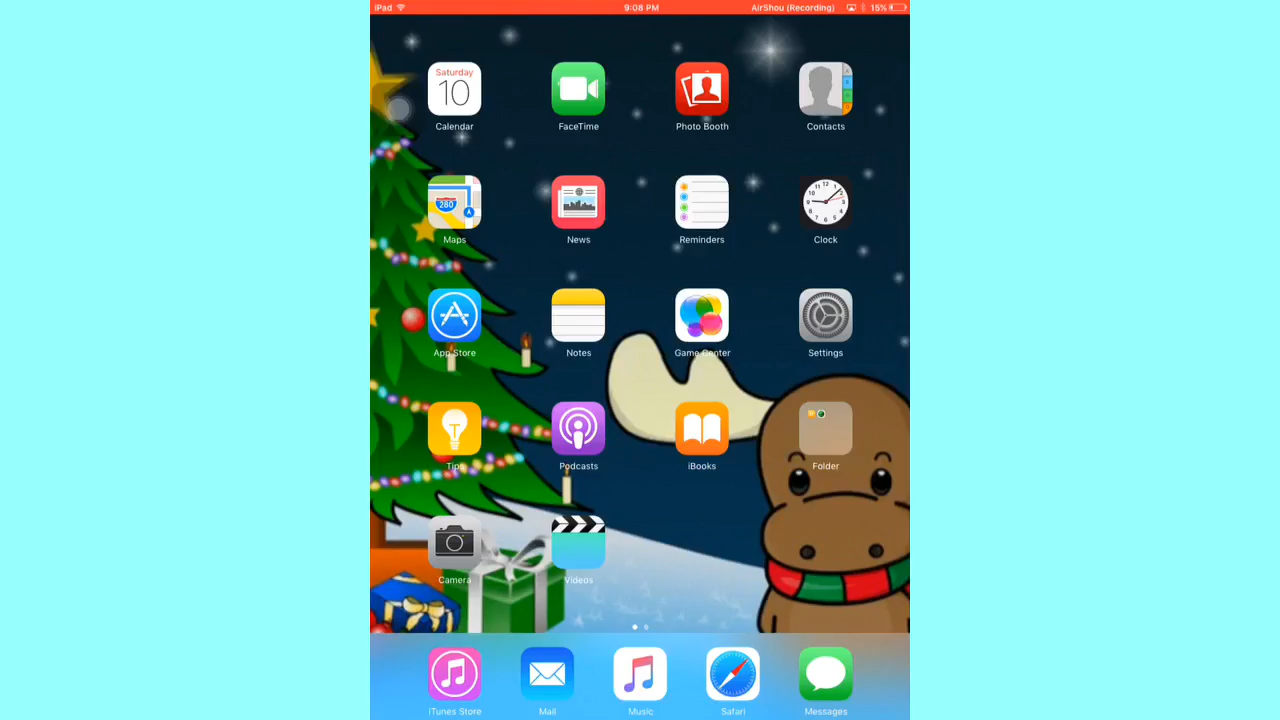 iPad 9:08 PM AirShou (Recording) 15%
Saturday
10
Calendar FaceTime Photo Booth Contacts
280
Maps News Reminders Clock
App Store Notes Game Center Settings
Tips Podcasts iBooks Folder
Camera Videos
iTunes Store Mail Music Safari Messages